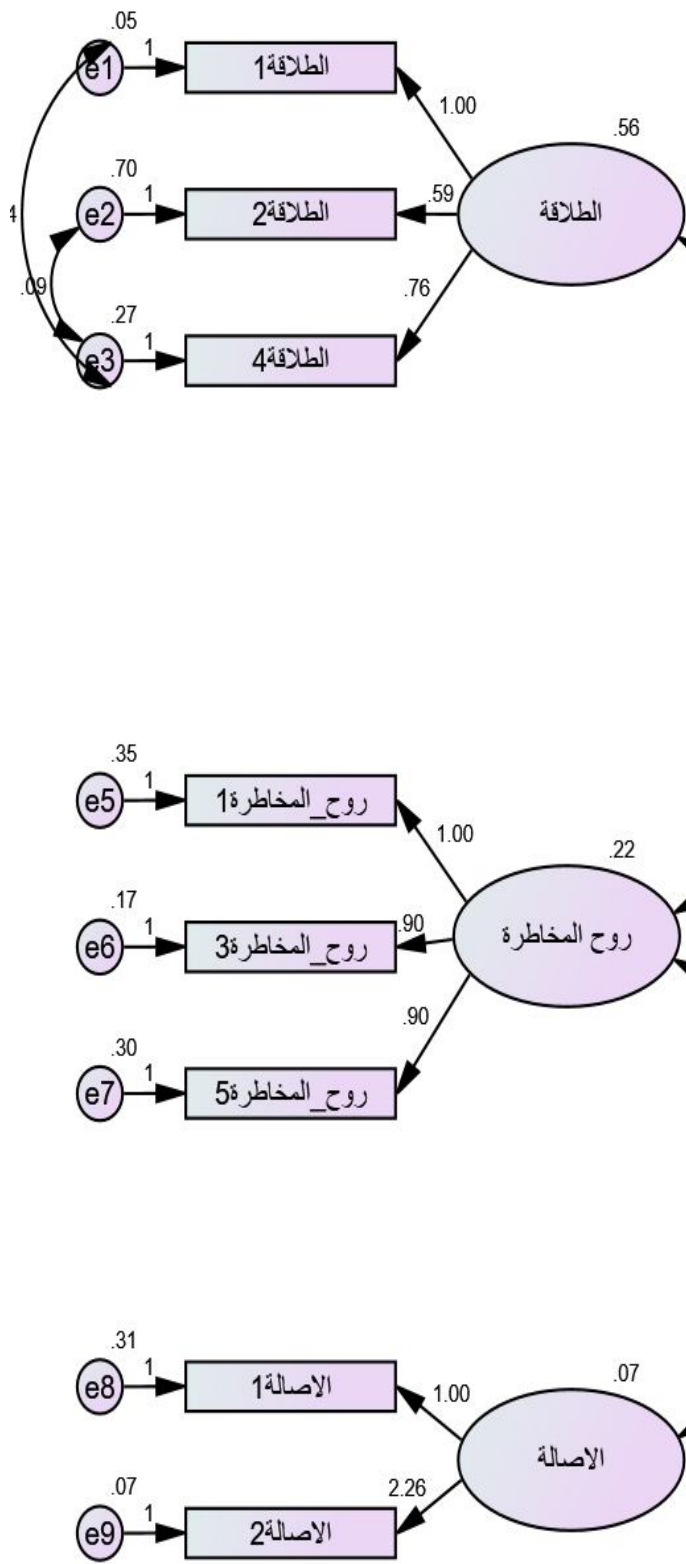 .05
e1
1
الطلاقة1
1.00
.56
.70
e2
1
الطلاقة2
.59
الطلاقة
.09
.27
e3
1
الطلاقة4
.76
.35
e5
1
روح_المخاطرة1
1.00
.22
.17
e6
1
روح_المخاطرة3
.90
روح المخاطرة
.30
e7
1
روح_المخاطرة5
.90
.31
e8
1
الاصالة1
1.00
.07
الاصالة
.07
e9
1
الاصالة2
2.26